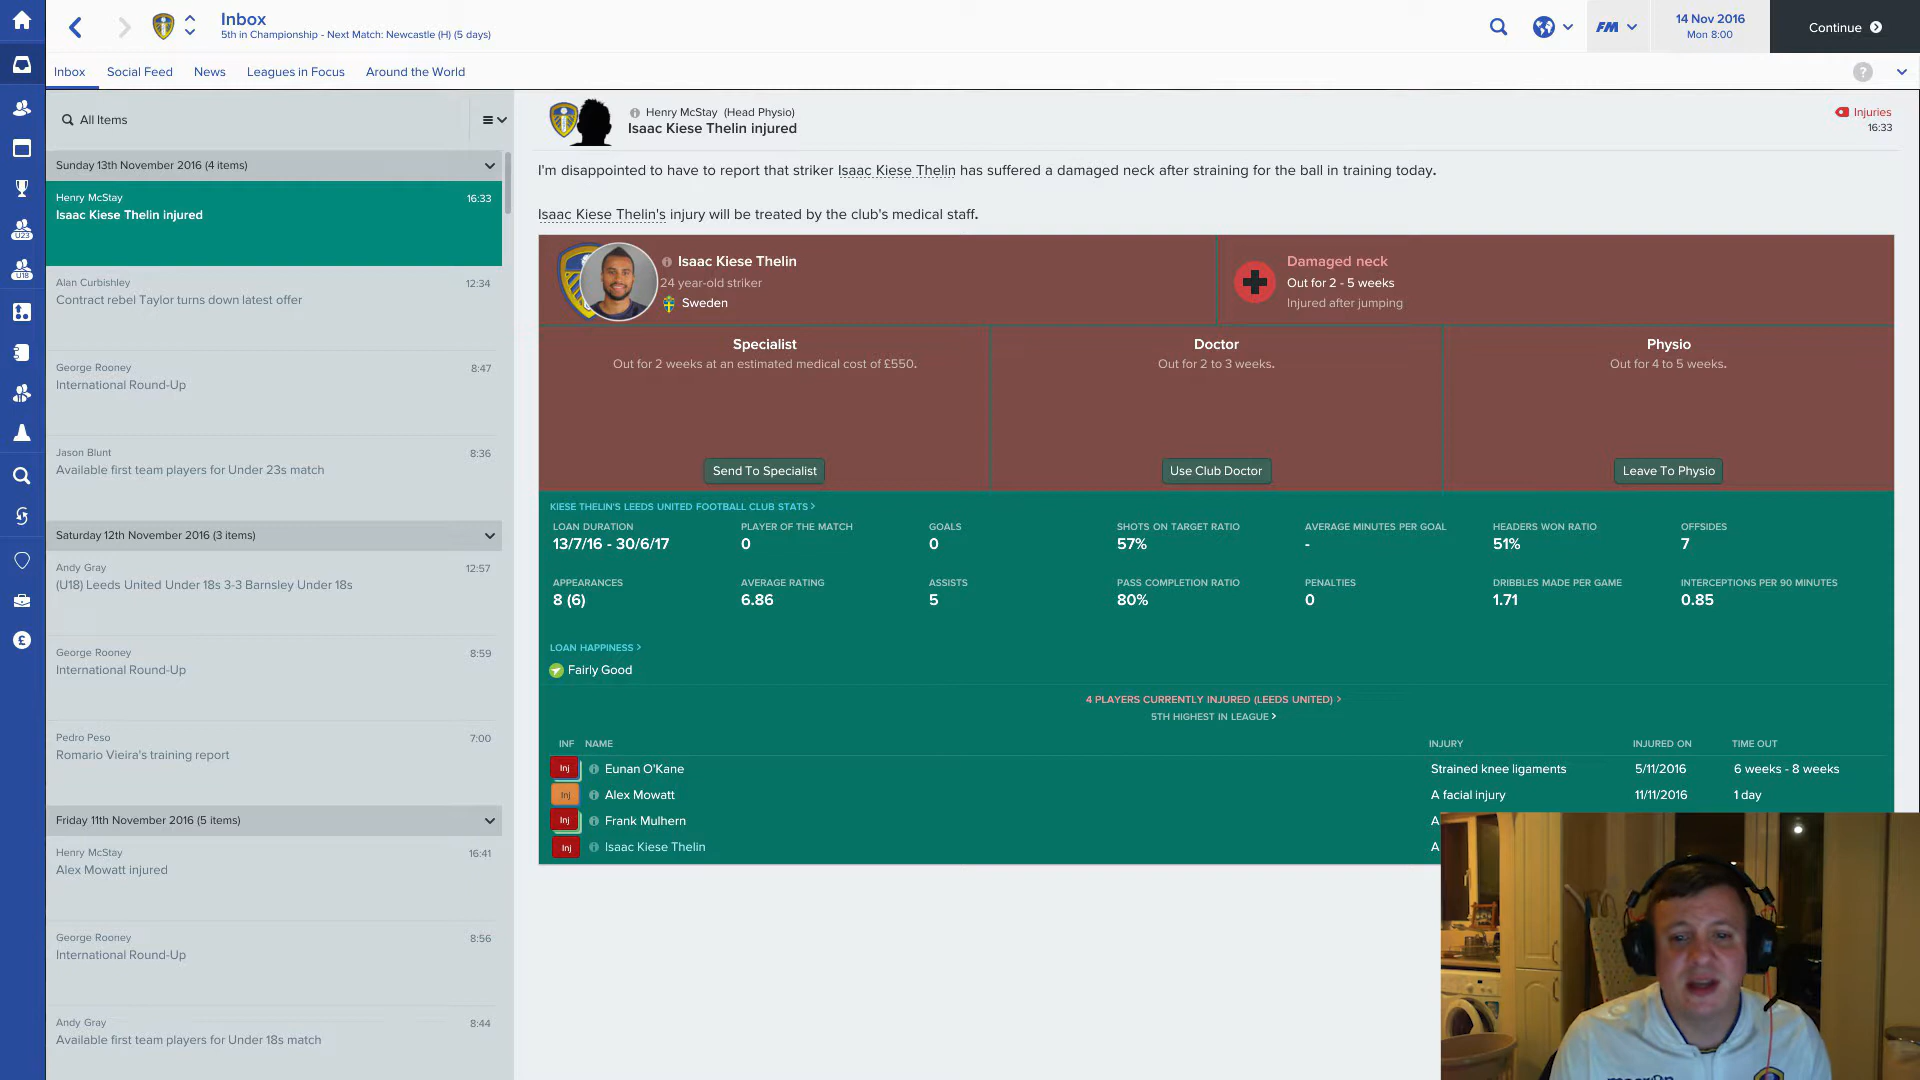 Inbox
5th in Championship - Next Match: Newcastle (H) (5 days)
FM
14 Nov 2016
Mon 8:00
Continue
Inbox
Social Feed
News
Leagues in Focus
Around the World
?
All Items
Sunday 13th November 2016 (4 items)
Henry McStay
16:33
Isaac Kiese Thelin injured
Alan Curbishley
12:34
Contract rebel Taylor turns down latest offer
George Rooney
8:47
International Round-Up
Jason Blunt
8:36
Available first team players for Under 23s match
Saturday 12th November 2016 (3 items)
Andy Gray
12:57
(U18) Leeds United Under 18s 3-3 Barnsley Under 18s
George Rooney
8:59
International Round-Up
Pedro Peso
7:00
Romario Vieira's training report
Friday 11th November 2016 (5 items)
Henry McStay
16:41
Alex Mowatt injured
George Rooney
8:56
International Round-Up
Andy Gray
8:44
Available first team players for Under 18s match
U23
U18
£
Henry McStay (Head Physio)
Isaac Kiese Thelin injured
Injuries
16:33
I'm disappointed to have to report that striker Isaac Kiese Thelin has suffered a damaged neck after straining for the ball in training today.
Isaac Kiese Thelin's injury will be treated by the club's medical staff.
Isaac Kiese Thelin
24 year-old striker
Sweden
Damaged neck
Out for 2 - 5 weeks
Injured after jumping
Specialist
Out for 2 weeks at an estimated medical cost of £550.
Send To Specialist
Doctor
Out for 2 to 3 weeks.
Use Club Doctor
Physio
Out for 4 to 5 weeks.
Leave To Physio
KIESE THELIN'S LEEDS UNITED FOOTBALL CLUB STATS >
LOAN DURATION
13/7/16 - 30/6/17
PLAYER OF THE MATCH
0
GOALS
0
SHOTS ON TARGET RATIO
57%
AVERAGE MINUTES PER GOAL
-
HEADERS WON RATIO
51%
OFFSIDES
7
APPEARANCES
8 (6)
AVERAGE RATING
6.86
ASSISTS
5
PASS COMPLETION RATIO
80%
PENALTIES
0
DRIBBLES MADE PER GAME
1.71
INTERCEPTIONS PER 90 MINUTES
0.85
LOAN HAPPINESS >
Fairly Good
4 PLAYERS CURRENTLY INJURED (LEEDS UNITED) >
5TH HIGHEST IN LEAGUE >
INF NAME INJURY INJURED ON TIME OUT
Inj Eunan O'Kane Strained knee ligaments 5/11/2016 6 weeks - 8 weeks
Inj Alex Mowatt A facial injury 11/11/2016 1 day
Inj Frank Mulhern A
Inj Isaac Kiese Thelin A